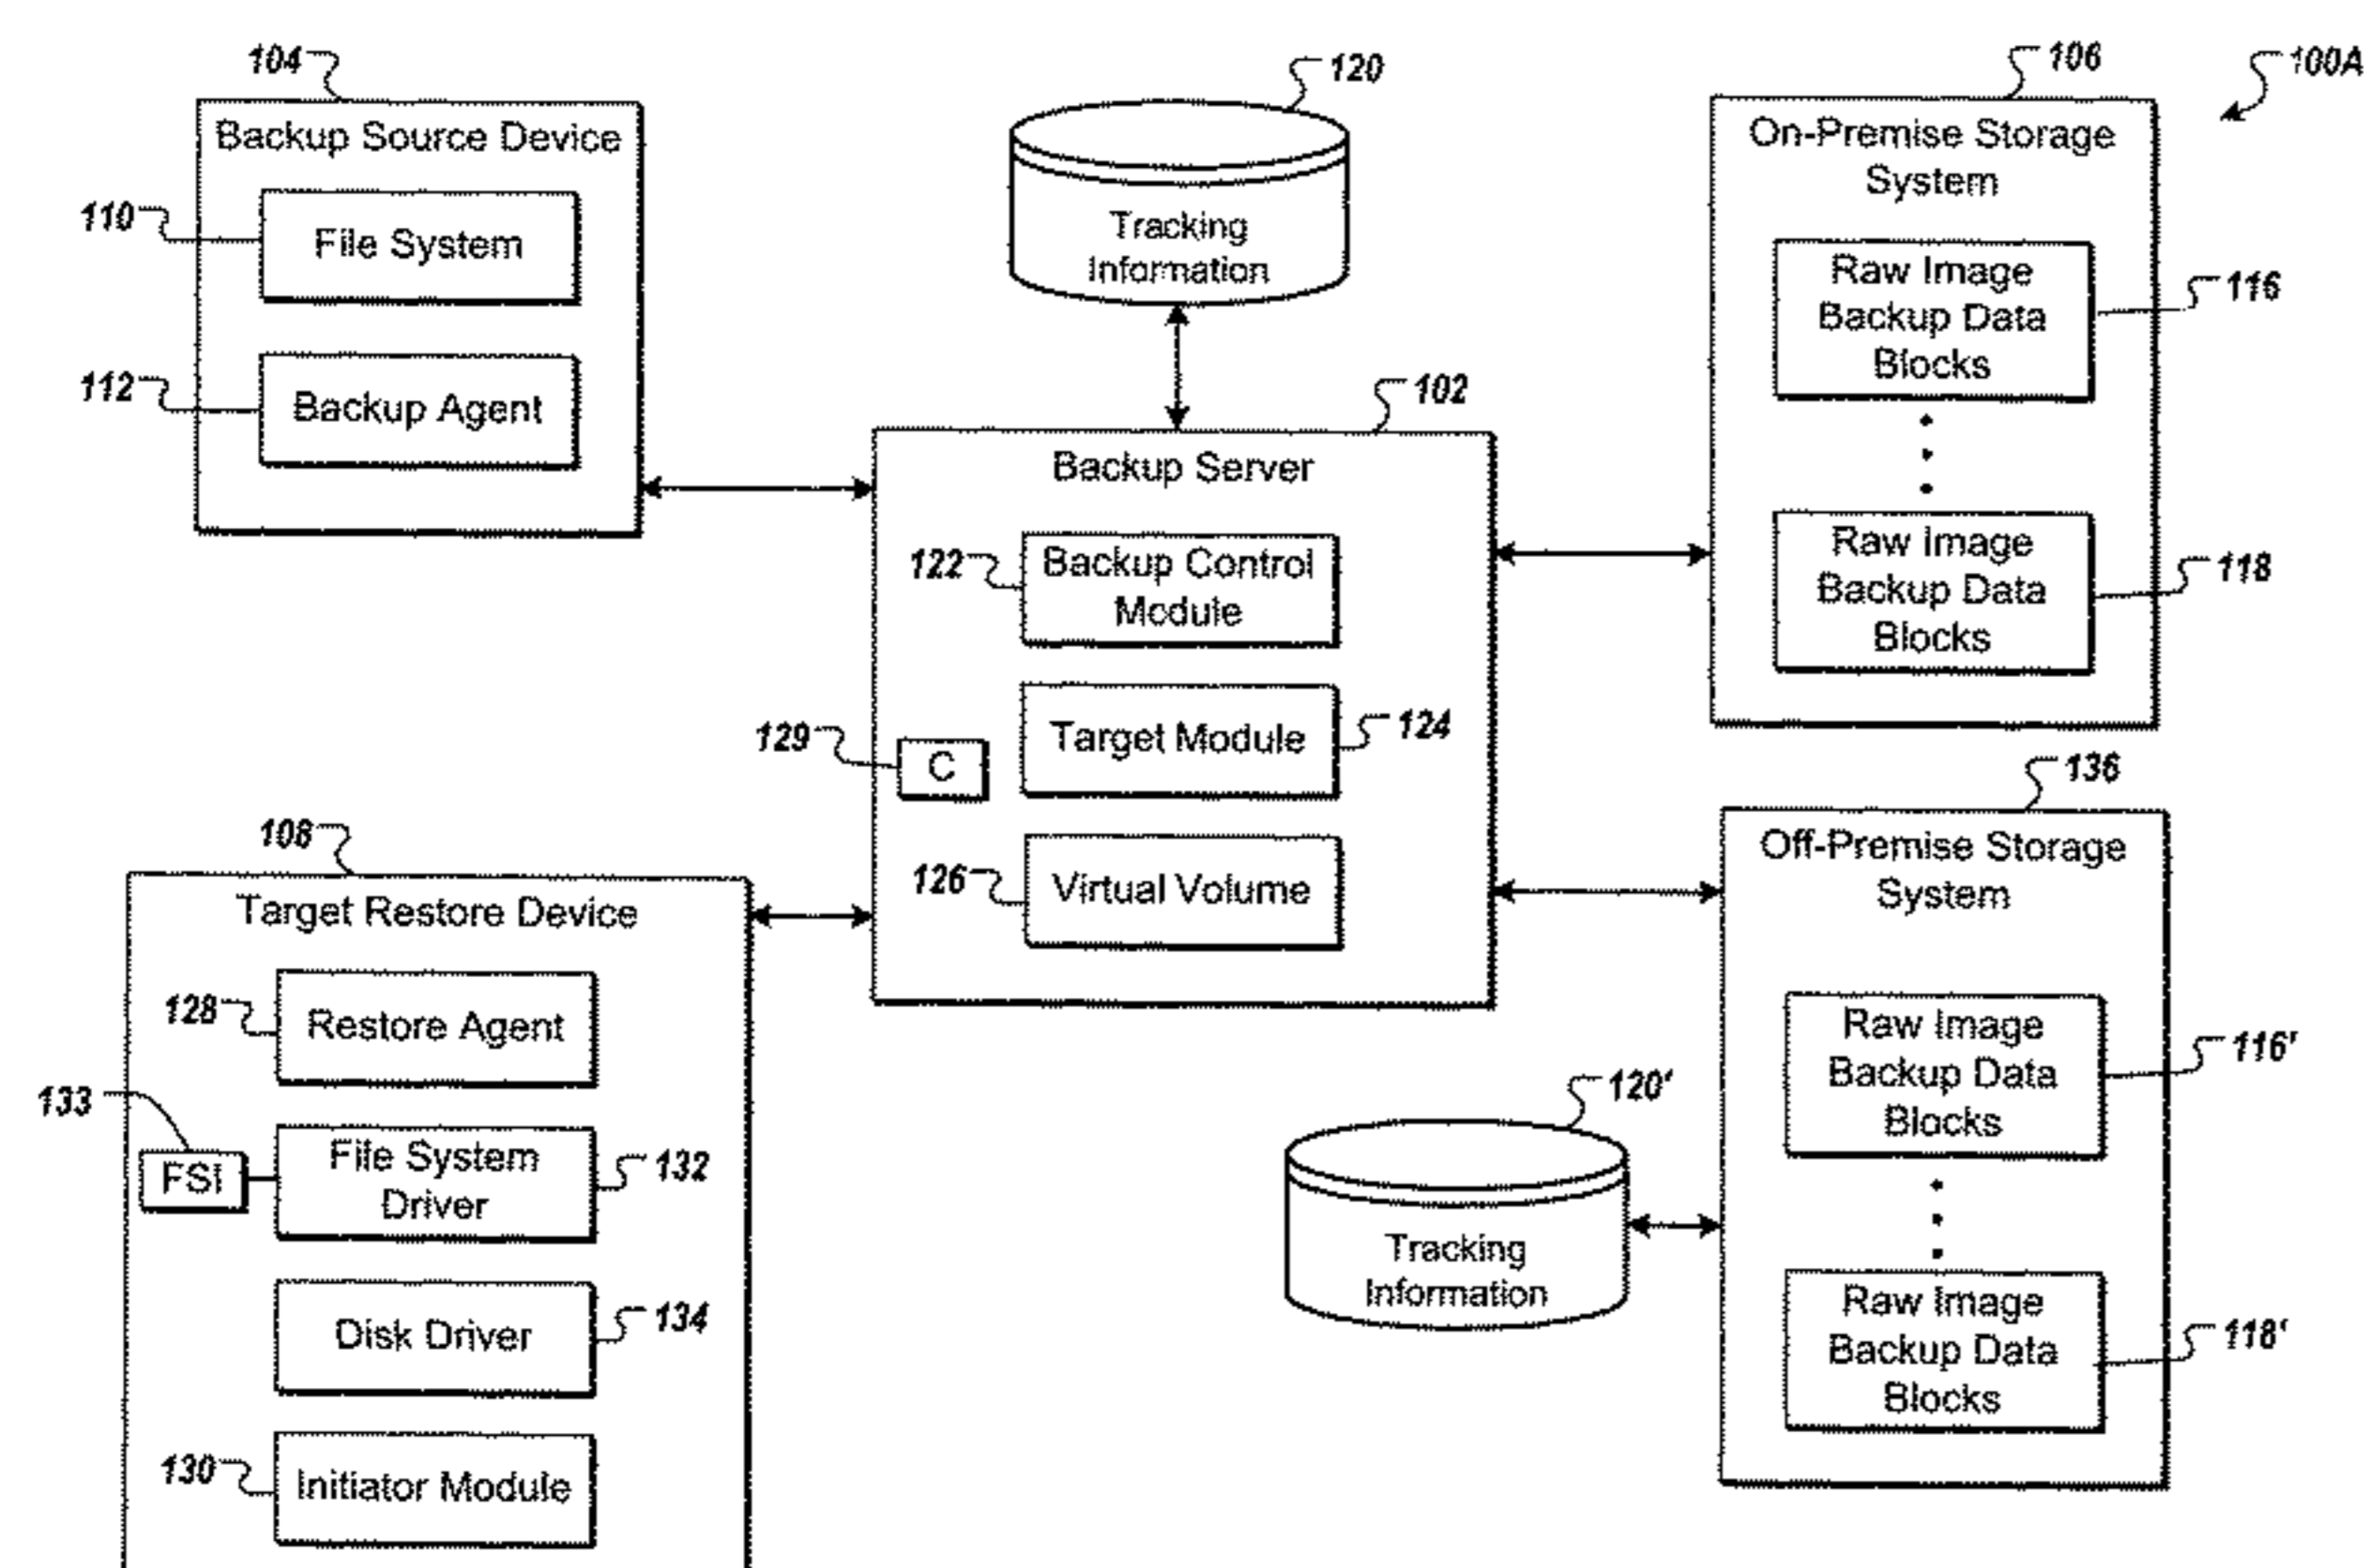 104
Backup Source Device
110
File System
112
Backup Agent
120
Tracking
Information
106
100A
On-Premise Storage
System
Raw Image
Backup Data
Blocks
116
Raw Image
Backup Data
Blocks
118
102
Backup Server
122
Backup Control
Module
Target Module
124
129
C
126
Virtual Volume
108
Target Restore Device
128
Restore Agent
133
FSI
File System
Driver
132
Disk Driver
134
130
Initiator Module
136
Off-Premise Storage
System
Raw Image
Backup Data
Blocks
116'
120'
Tracking
Information
Raw Image
Backup Data
Blocks
118'